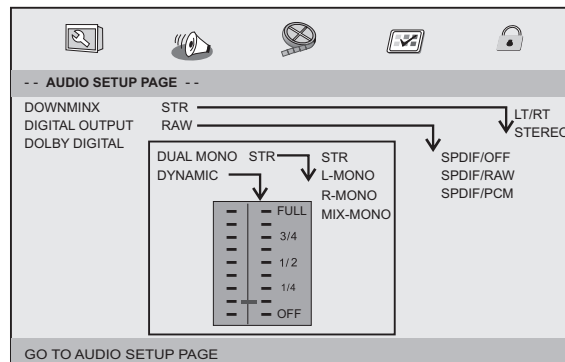 - - AUDIO SETUP PAGE - -
DOWNMINX STR
LT/RT
STEREO
DIGITAL OUTPUT RAW
SPDIF/OFF
SPDIF/RAW
SPDIF/PCM
DOLBY DIGITAL
DUAL MONO STR
STR
L-MONO
R-MONO
MIX-MONO
DYNAMIC
FULL
3/4
1/2
1/4
OFF
GO TO AUDIO SETUP PAGE